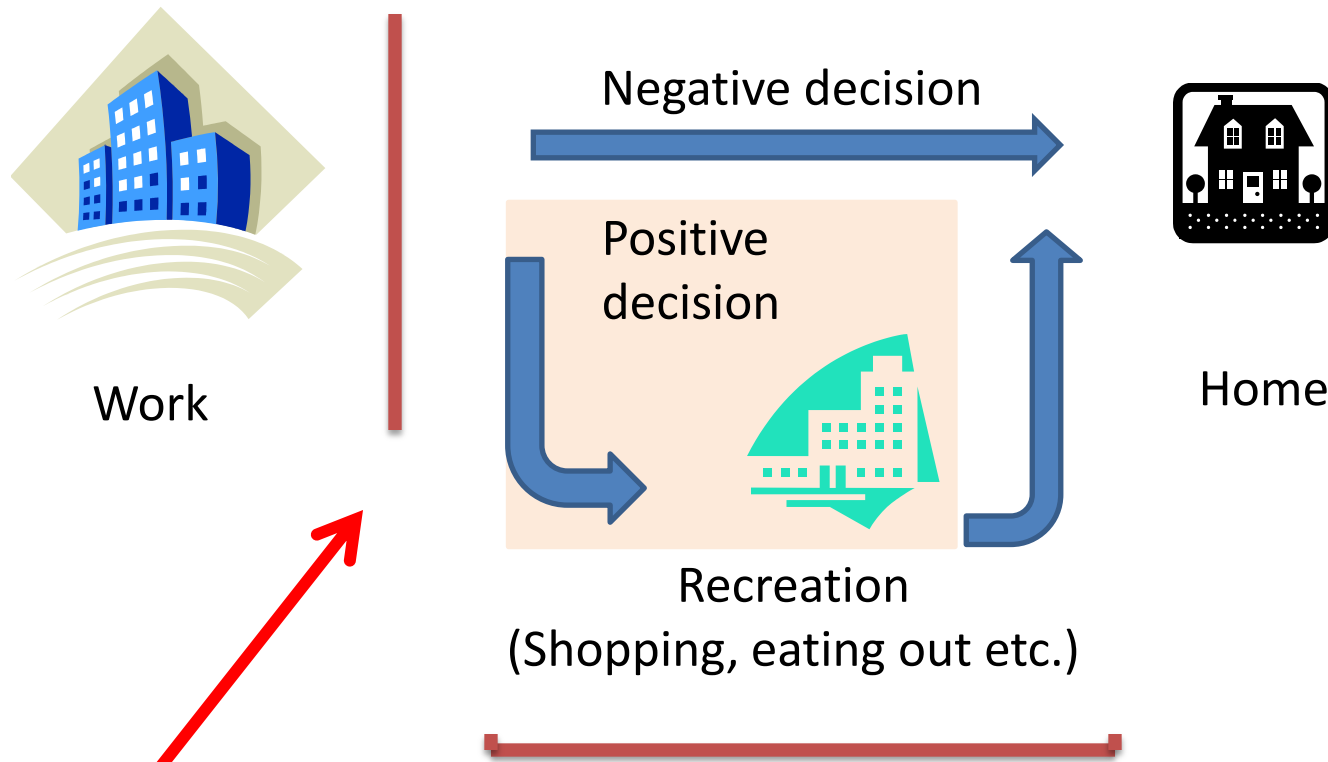 Negative decision
Positive
decision
Work
Home
Recreation
(Shopping, eating out etc.)